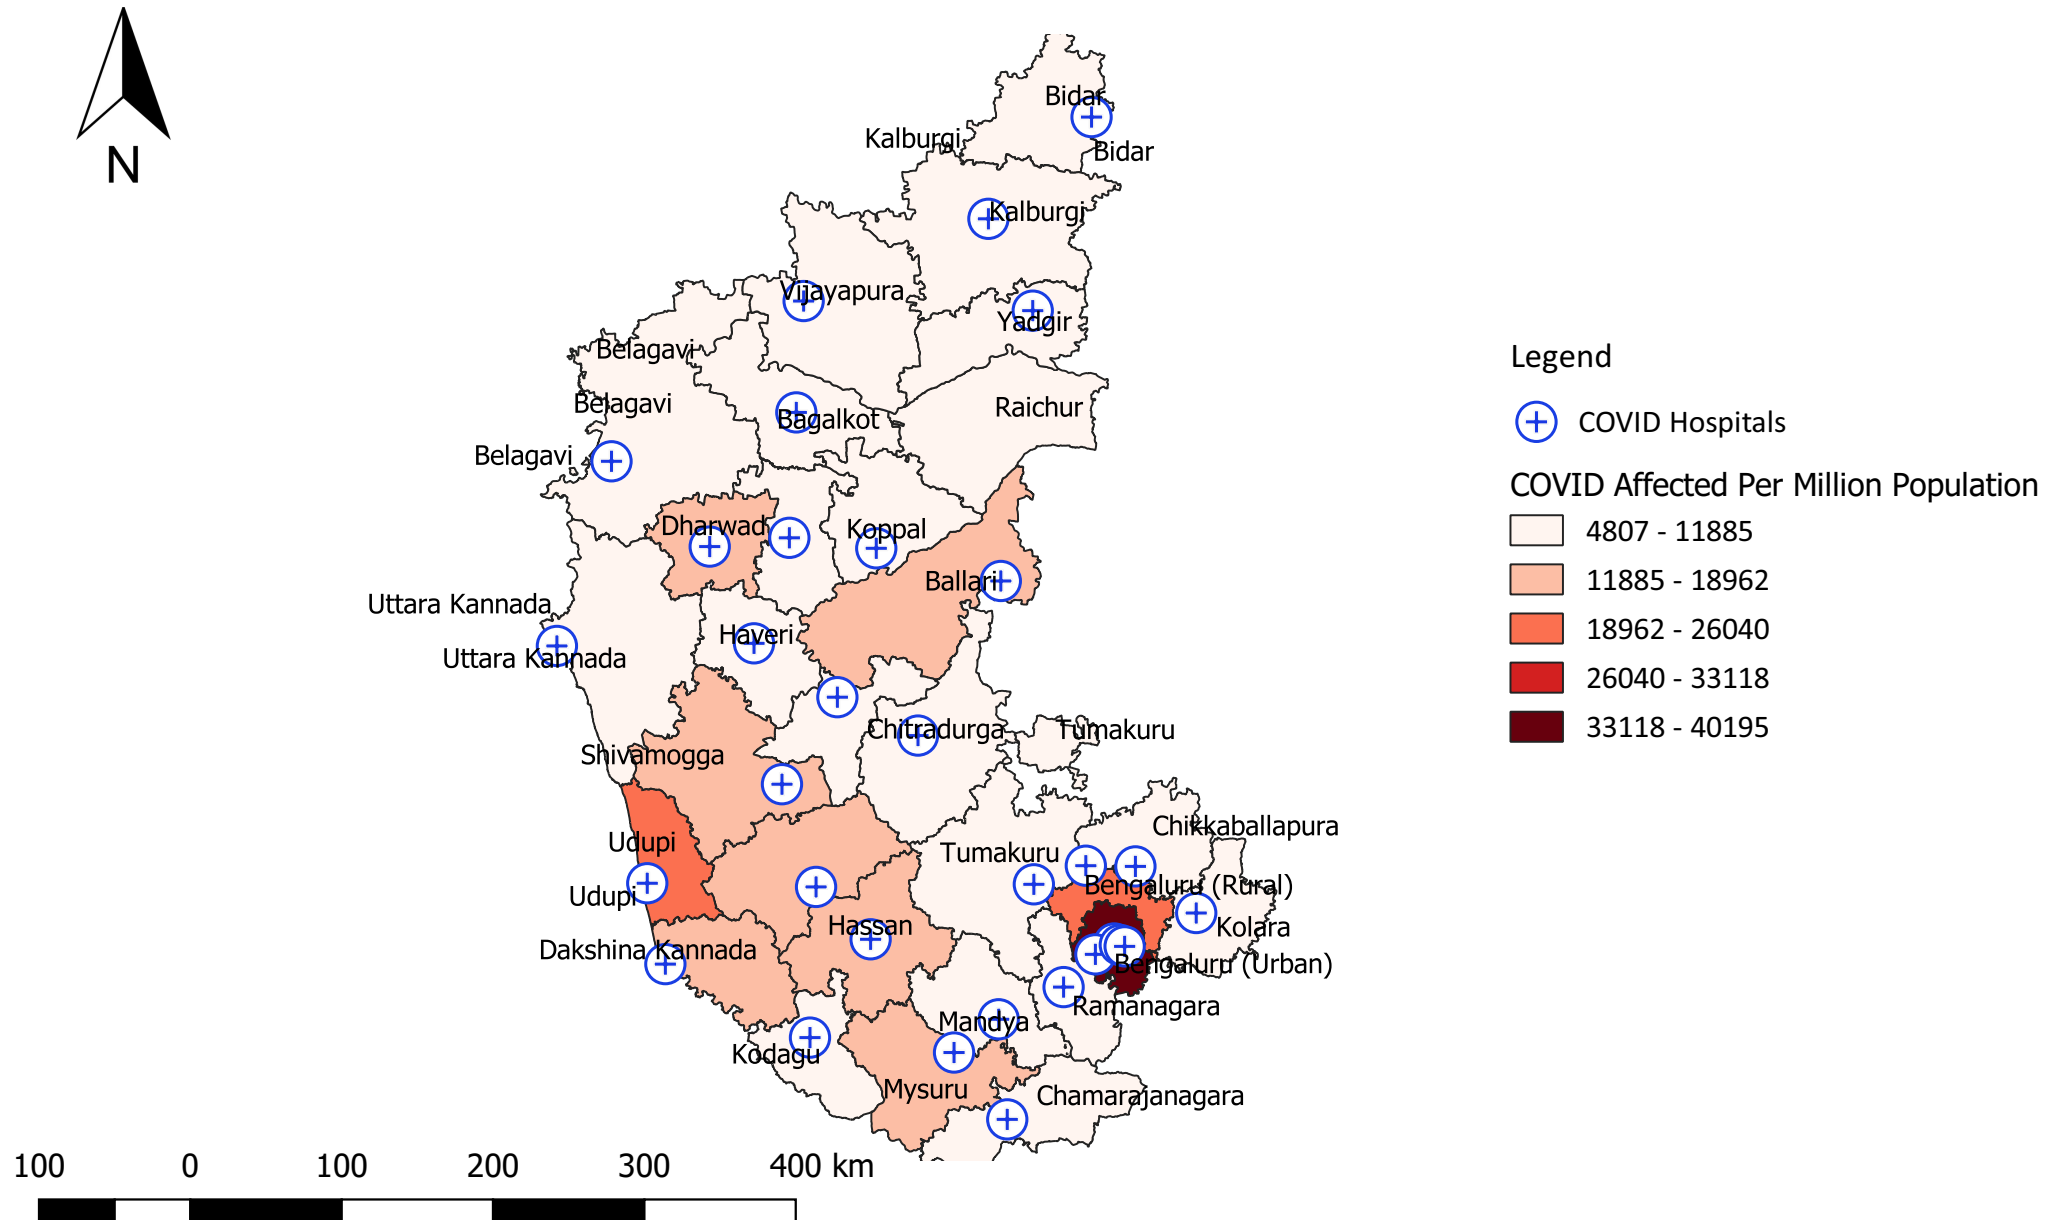 N
Bidar
Kalburgi
Bidar
Kalburgi
Vijayapura
Yadgir
Belagavi
Belagavi
Raichur
Bagalkot
Belagavi
Dharwad
Koppal
Ballari
Uttara Kannada
Haveri
Uttara Kannada
Chitradurga
Tumakuru
Shivamogga
Chikkaballapura
Udupi
Tumakuru
Bengaluru (Rural)
Udupi
Hassan
Kolara
Dakshina Kannada
Bengaluru (Urban)
Ramanagara
Mandya
Kodagu
Mysuru
Chamarajanagara
Legend
COVID Hospitals
COVID Affected Per Million Population
4807 - 11885
11885 - 18962
18962 - 26040
26040 - 33118
33118 - 40195
100 0 100 200 300 400 km